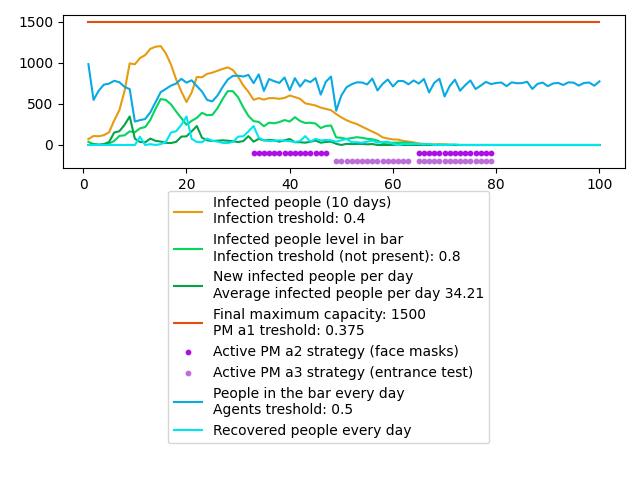 1500
1000
500
0
0 20 40 60 80 100
Infected people (10 days)
Infection treshold: 0.4
Infected people level in bar
Infection treshold (not present): 0.8
New infected people per day
Average infected people per day 34.21
Final maximum capacity: 1500
PM a1 treshold: 0.375
Active PM a2 strategy (face masks)
Active PM a3 strategy (entrance test)
People in the bar every day
Agents treshold: 0.5
Recovered people every day